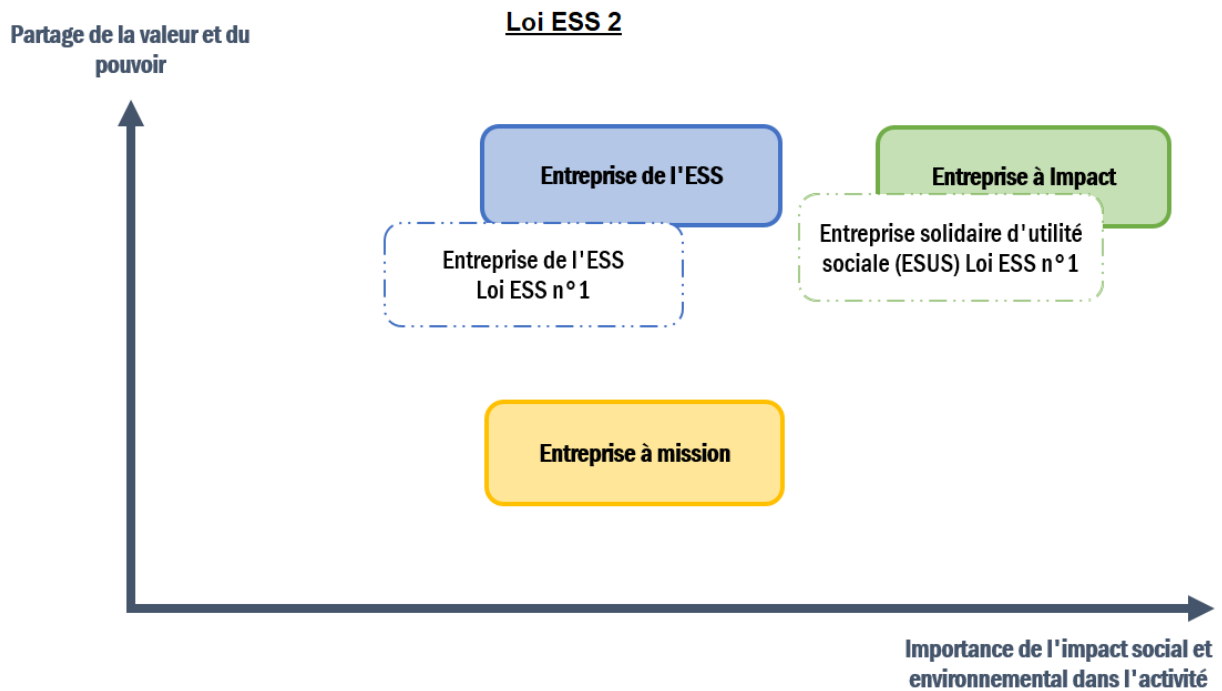 Loi ESS 2
Partage de la valeur et du
pouvoir
Entreprise de l'ESS
Entreprise à Impact
Entreprise de l'ESS
Loi ESS n°1
Entreprise solidaire d'utilité
sociale (ESUS) Loi ESS n°1
Entreprise à mission
Importance de l'impact social et
environnemental dans l'activité